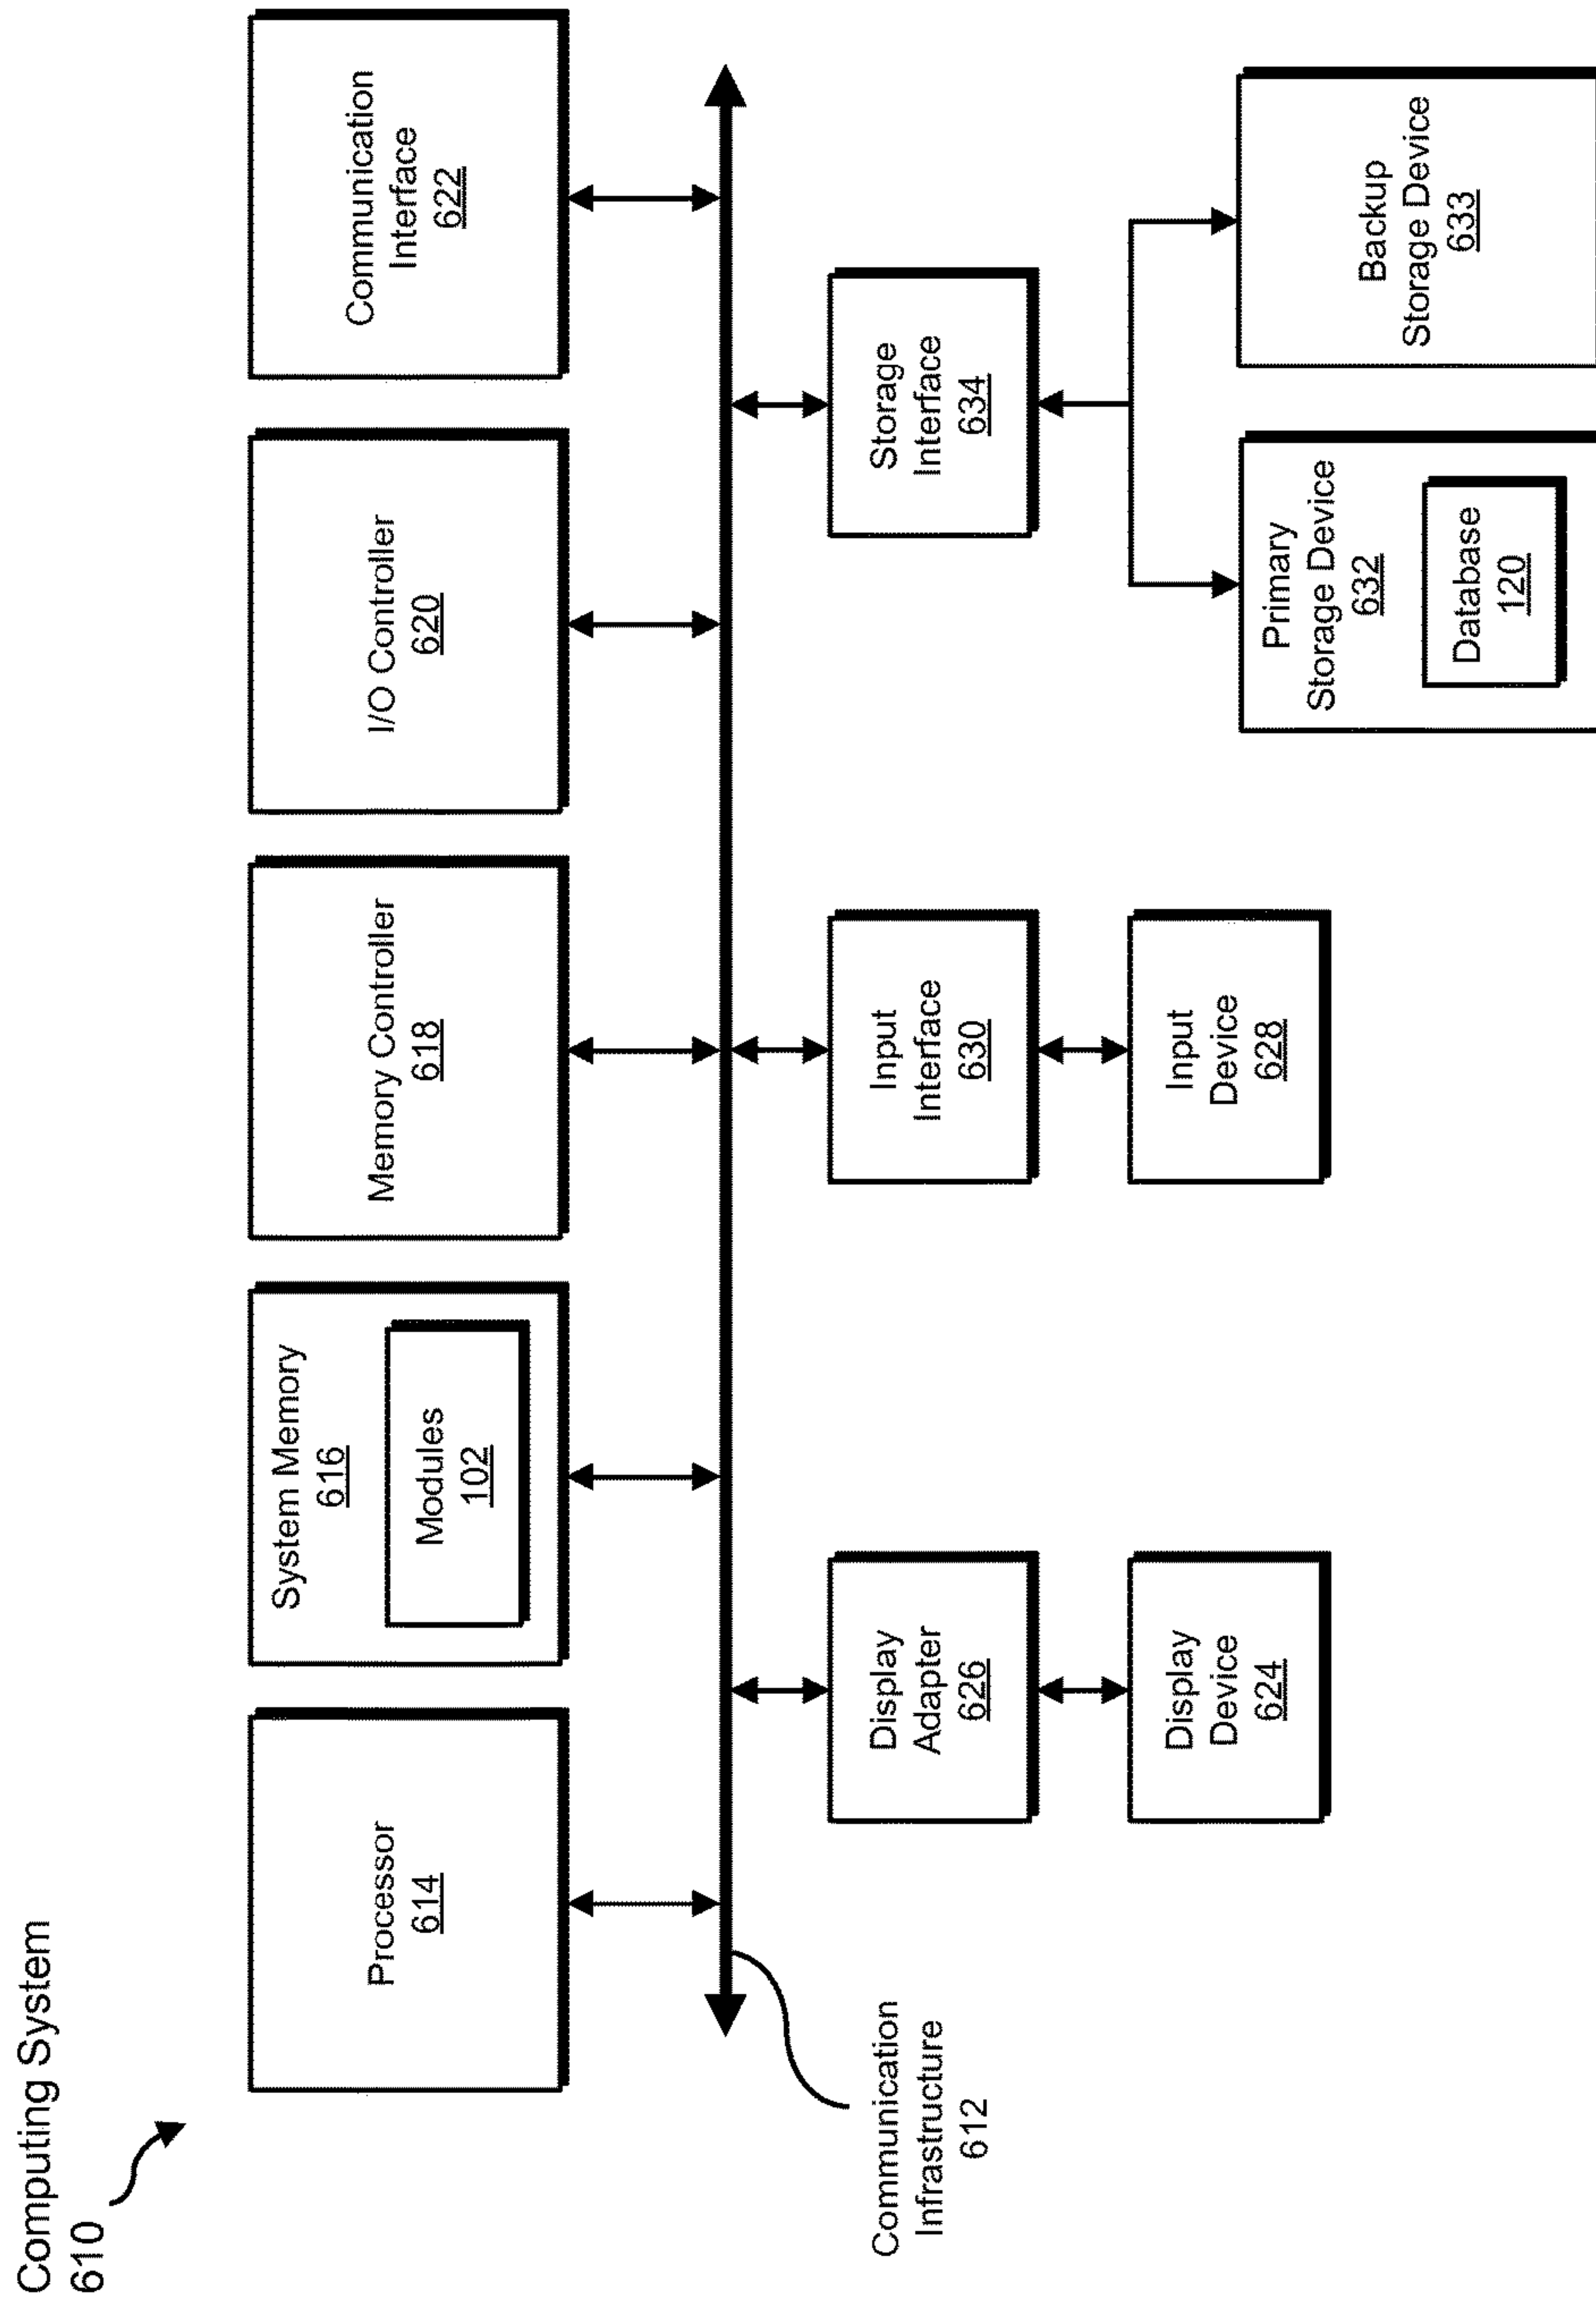 Computing System
610
Processor
614
System Memory
616
Modules
102
Memory Controller
618
I/O Controller
620
Communication
Interface
622
Communication
Infrastructure
612
Display
Adapter
626
Input
Interface
630
Storage
Interface
634
Display
Device
624
Input
Device
628
Primary
Storage Device
632
Database
120
Backup
Storage Device
633